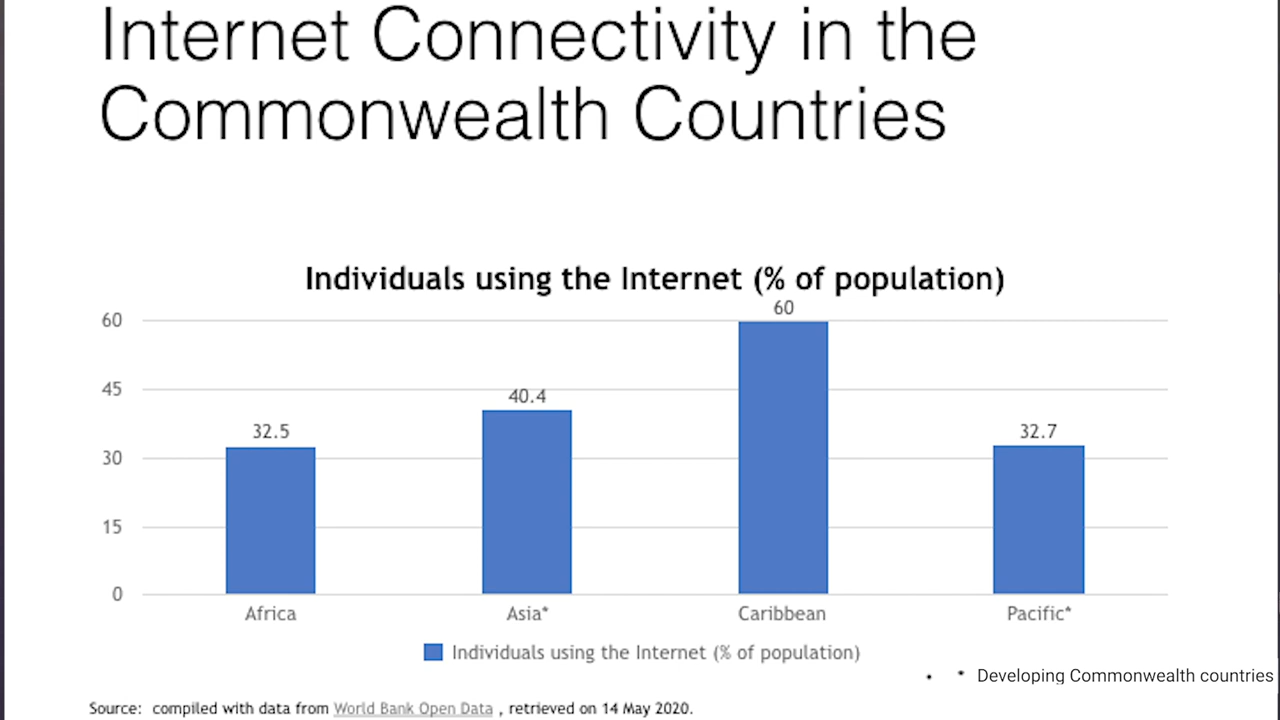 Internet Connectivity in the
Commonwealth Countries
Individuals using the Internet (% of population)
60
60
45
40.4
32.5
32.7
30
15
0
Africa
Asia*
Caribbean
Pacific*
Individuals using the Internet (% of population)
• * Developing Commonwealth countries
Source: compiled with data from World Bank Open Data , retrieved on 14 May 2020.